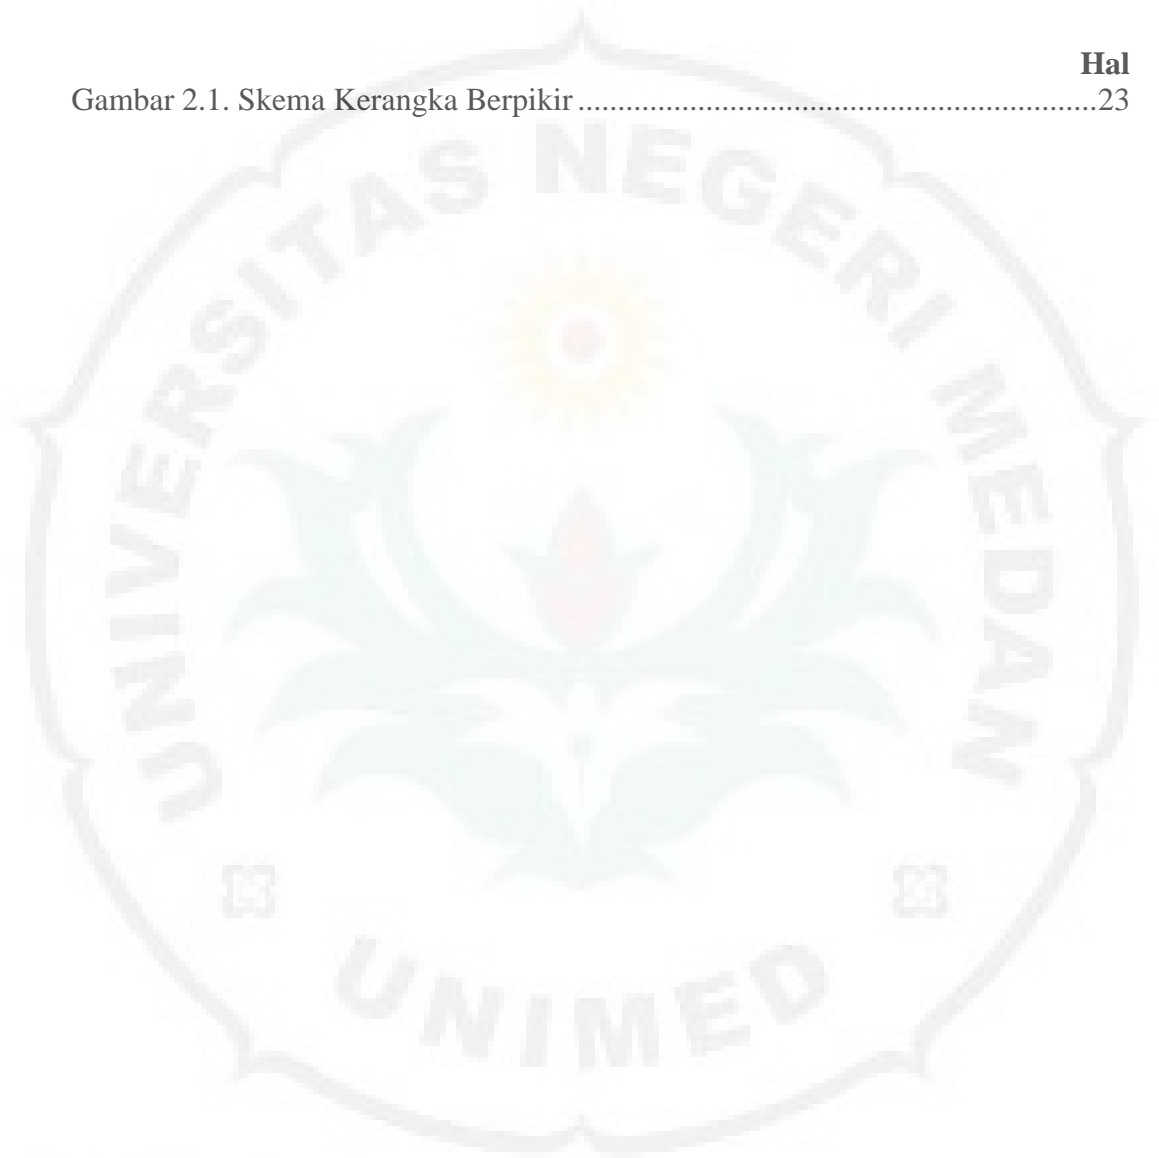 Hal
Gambar 2.1. Skema Kerangka Berpikir.................................................................23
UNIVERSITAS NEGERI MEDAN
UNIMED